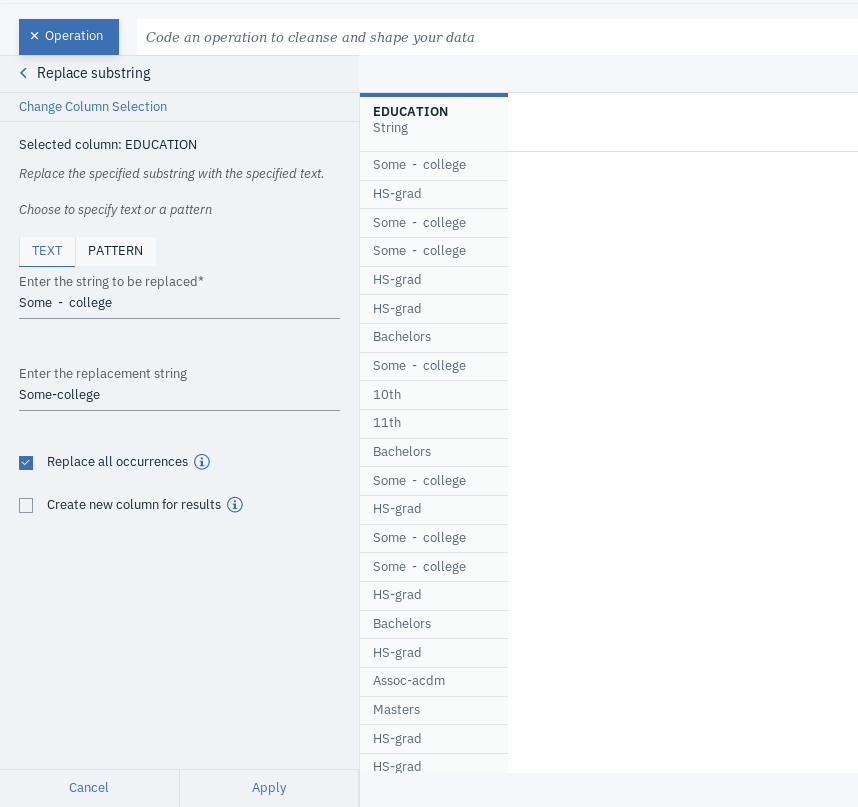 × Operation
Code an operation to cleanse and shape your data
Replace substring
Change Column Selection
Selected column: EDUCATION
Replace the specified substring with the specified text.
Choose to specify text or a pattern
TEXT PATTERN
Enter the string to be replaced*
Some - college
Enter the replacement string
Some-college
Replace all occurrences
Create new column for results
Cancel Apply
EDUCATION
String
Some - college
HS-grad
Some - college
Some - college
HS-grad
HS-grad
Bachelors
Some - college
10th
11th
Bachelors
Some - college
HS-grad
Some - college
Some - college
HS-grad
Bachelors
HS-grad
Assoc-acdm
Masters
HS-grad
HS-grad